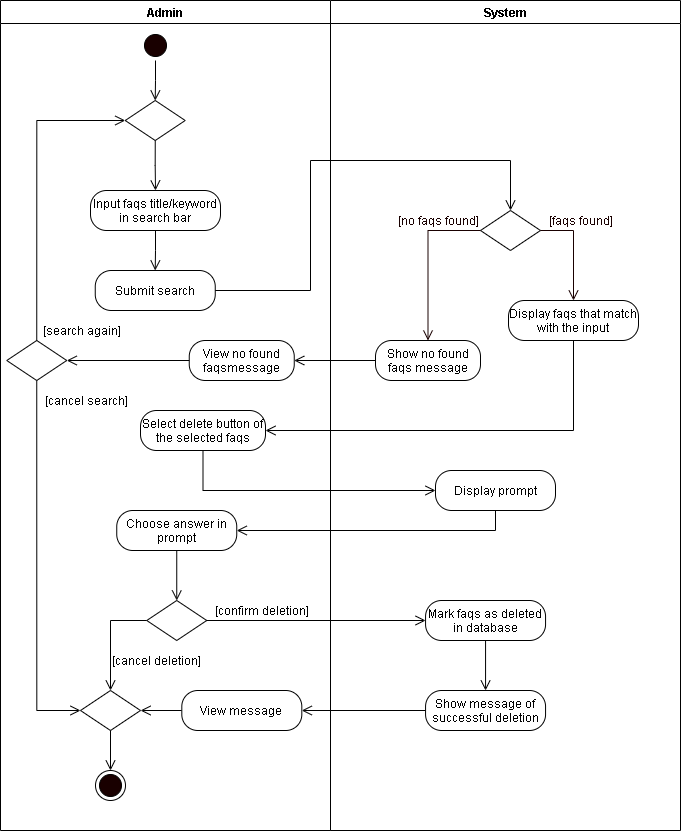 Admin
System
Input faqs title/keyword
in search bar
[no faqs found]
[faqs found]
Submit search
Display faqs that match
with the input
[search again]
View no found
faqsmessage
Show no found
faqs message
[cancel search]
Select delete button of
the selected faqs
Display prompt
Choose answer in
prompt
[confirm deletion]
Mark faqs as deleted
in database
[cancel deletion]
View message
Show message of
successful deletion